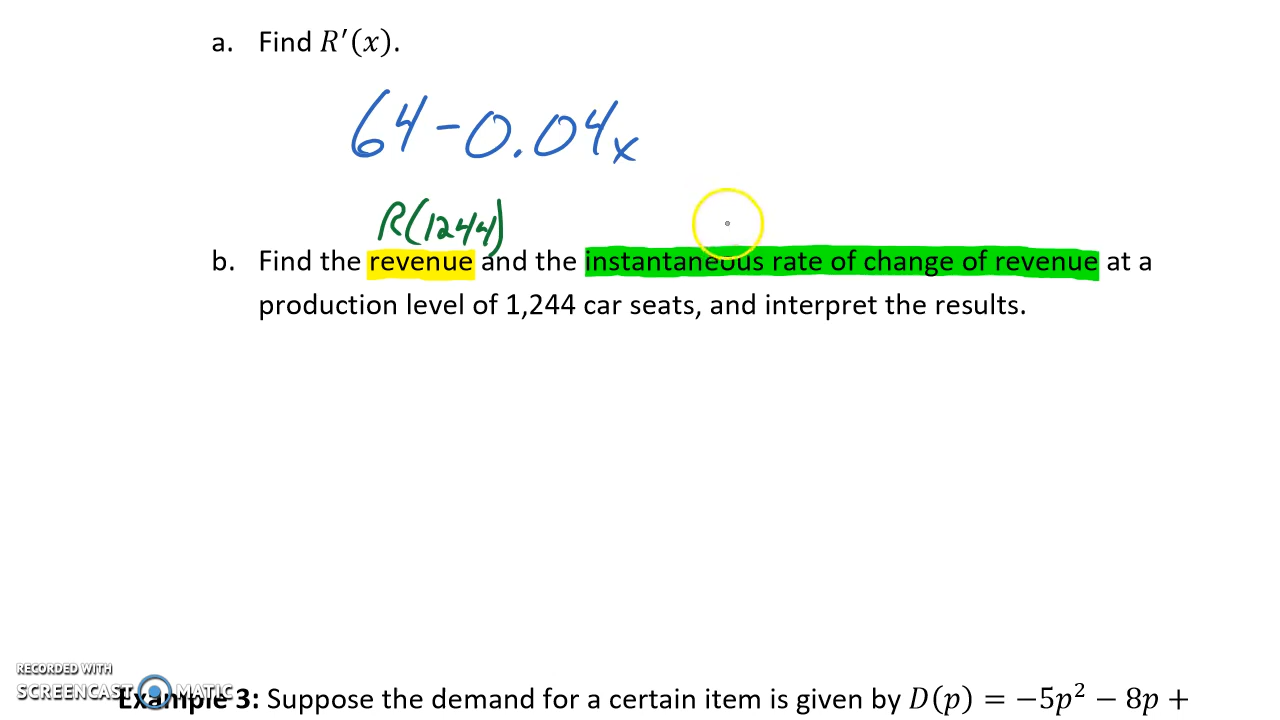 a. Find R′(x).
64-0.04x
R(1244)
b. Find the revenue and the instantaneous rate of change of revenue at a
production level of 1,244 car seats, and interpret the results.
RECORDED WITH
SCREENCAST MATIC
Example 3: Suppose the demand for a certain item is given by D(p) = −5p² − 8p +